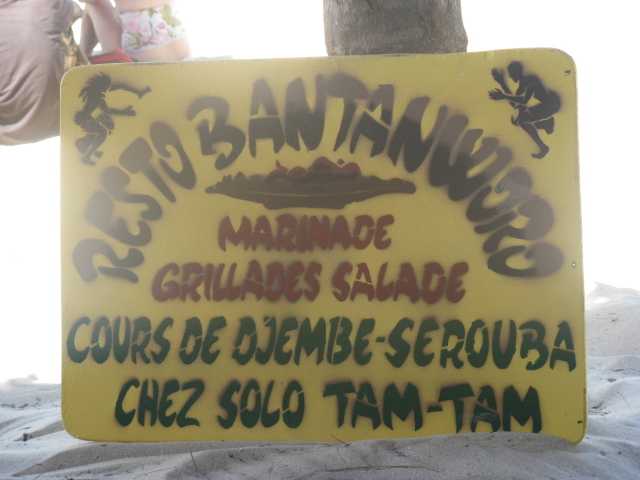 RESTO BANTANWORO
MARINADE
GRILLADES SALADE
COURS DE DJEMBE-SEROUBA
CHEZ SOLO TAM-TAM